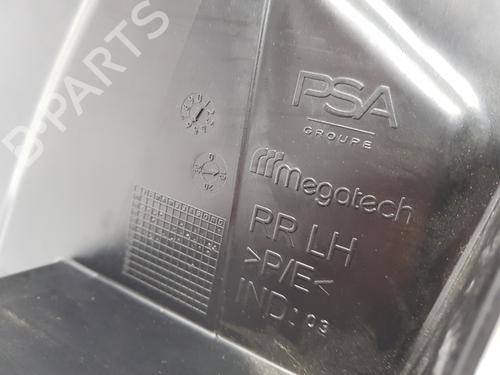 B-PARTS
PSA
GROUPE
megatech
PR LH
>P/E<
IND: 03